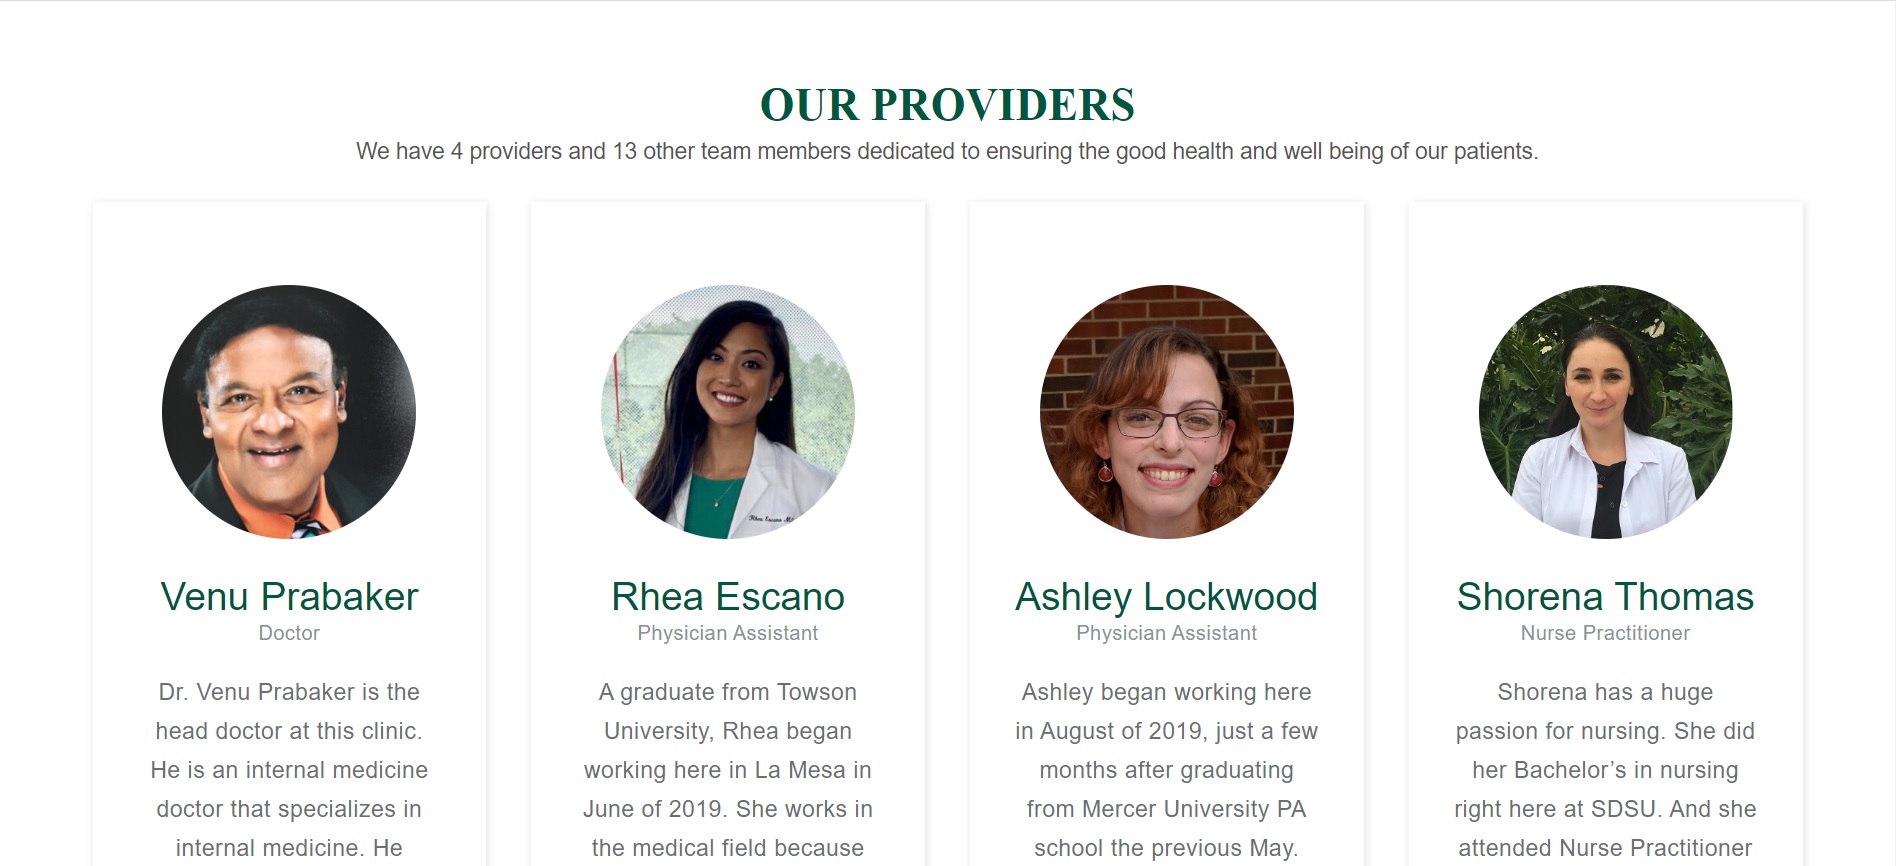 OUR PROVIDERS
We have 4 providers and 13 other team members dedicated to ensuring the good health and well being of our patients.
Rhea Escano
Venu Prabaker
Doctor
Dr. Venu Prabaker is the
head doctor at this clinic.
He is an internal medicine
doctor that specializes in
internal medicine. He
Rhea Escano
Physician Assistant
A graduate from Towson
University, Rhea began
working here in La Mesa in
June of 2019. She works in
the medical field because
Ashley Lockwood
Physician Assistant
Ashley began working here
in August of 2019, just a few
months after graduating
from Mercer University PA
school the previous May.
Shorena Thomas
Nurse Practitioner
Shorena has a huge
passion for nursing. She did
her Bachelor’s in nursing
right here at SDSU. And she
attended Nurse Practitioner